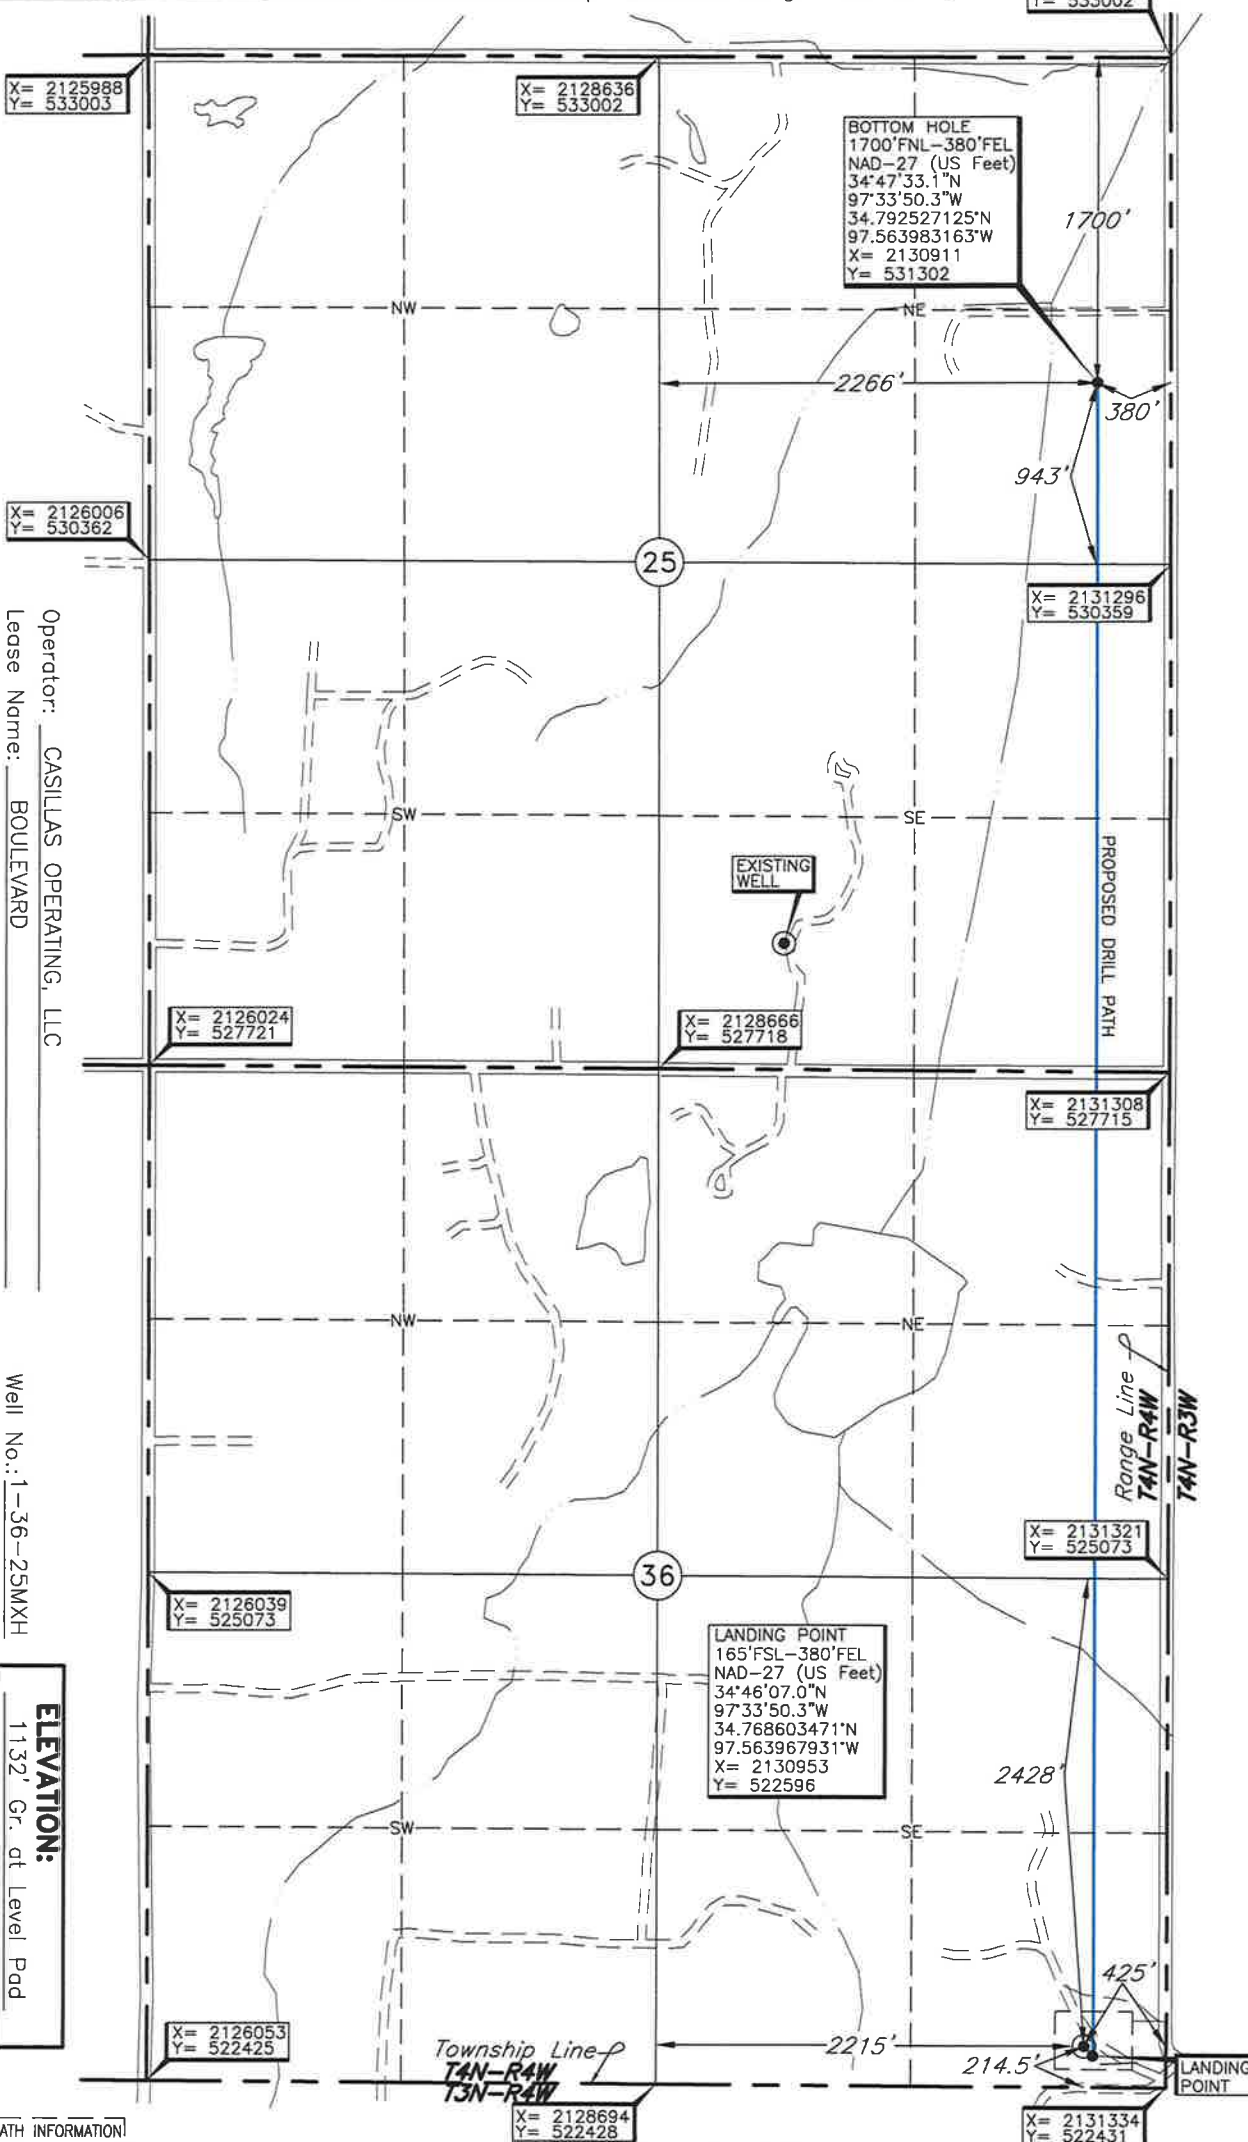 Y= 533002
X= 2125988
Y= 533003
X= 2128636
Y= 533002
BOTTOM HOLE
1700'FNL-380'FEL
NAD-27 (US Feet)
34°47'33.1"N
97°33'50.3"W
34.792527125°N
97.563983163°W
X= 2130911
Y= 531302
1700'
NW
NE
2266'
380'
943'
X= 2126006
Y= 530362
25
X= 2131296
Y= 530359
Operator: CASILLAS OPERATING, LLC
Lease Name: BOULEVARD
SW
SE
PROPOSED DRILL PATH
EXISTING
WELL
X= 2126024
Y= 527721
X= 2128666
Y= 527718
X= 2131308
Y= 527715
NW
NE
Range Line
T4N-R4W
T4N-R3W
Well No.: 1-36-25MXH
X= 2131321
Y= 525073
36
X= 2126039
Y= 525073
LANDING POINT
165'FSL-380'FEL
NAD-27 (US Feet)
34°46'07.0"N
97°33'50.3"W
34.768603471°N
97.563967931°W
X= 2130953
Y= 522596
ELEVATION:
1132' Gr. at Level Pad
2428'
SW
SE
425'
X= 2126053
Y= 522425
Township Line
T4N-R4W
T3N-R4W
2215'
214.5'
LANDING
POINT
X= 2128694
Y= 522428
X= 2131334
Y= 522431
ATH INFORMATION